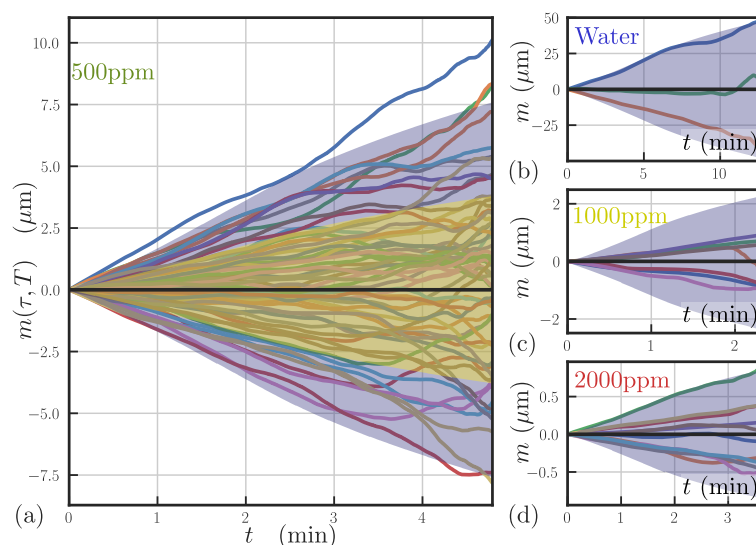 10.0
7.5
5.0
2.5
0.0
−2.5
−5.0
−7.5
m(τ, T) (μm)
500ppm
0 1 2 3 4
t (min)
(a)
50
25
0
−25
m (μm)
Water
t (min)
0 5 10
(b)
2
0
−2
m (μm)
1000ppm
t (min)
0 1 2
(c)
0.5
0.0
−0.5
m (μm)
2000ppm
t (min)
0 1 2 3
(d)